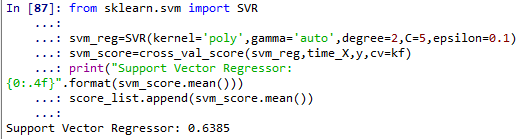 In [87]: from sklearn.svm import SVR
...:
...: svm_reg=SVR(kernel='poly',gamma='auto',degree=2,C=5,epsilon=0.1)
...: svm_score=cross_val_score(svm_reg,time_X,y,cv=kf)
...: print("Support Vector Regressor:
{0:.4f}".format(svm_score.mean()))
...: score_list.append(svm_score.mean())
...:
Support Vector Regressor: 0.6385